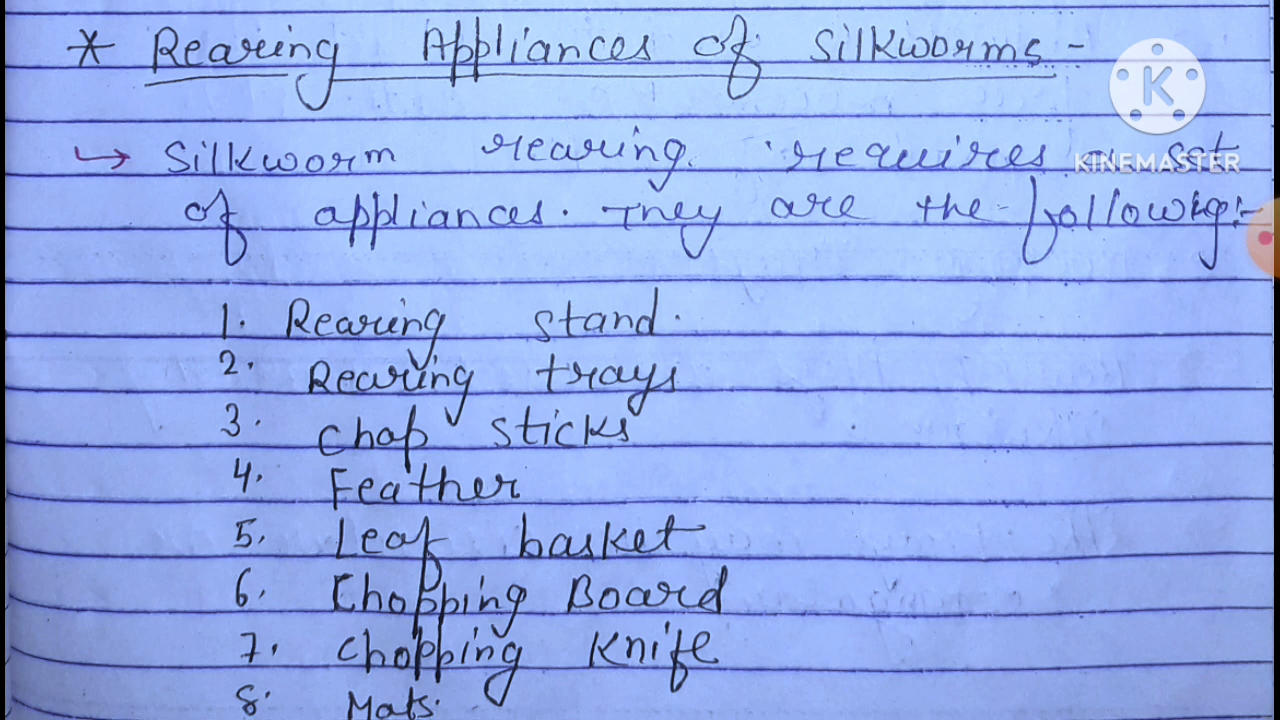 * Rearing Appliances of Silkworms -
K
KINEMASTER
↪ Silkworm rearing requires set
of appliances. They are the followig:-
1. Rearing stand.
2. Rearing trays
3. Chop sticks
4. Feather
5. Leaf basket
6. Chopping Board
7. Chopping Knife
8. Mats.